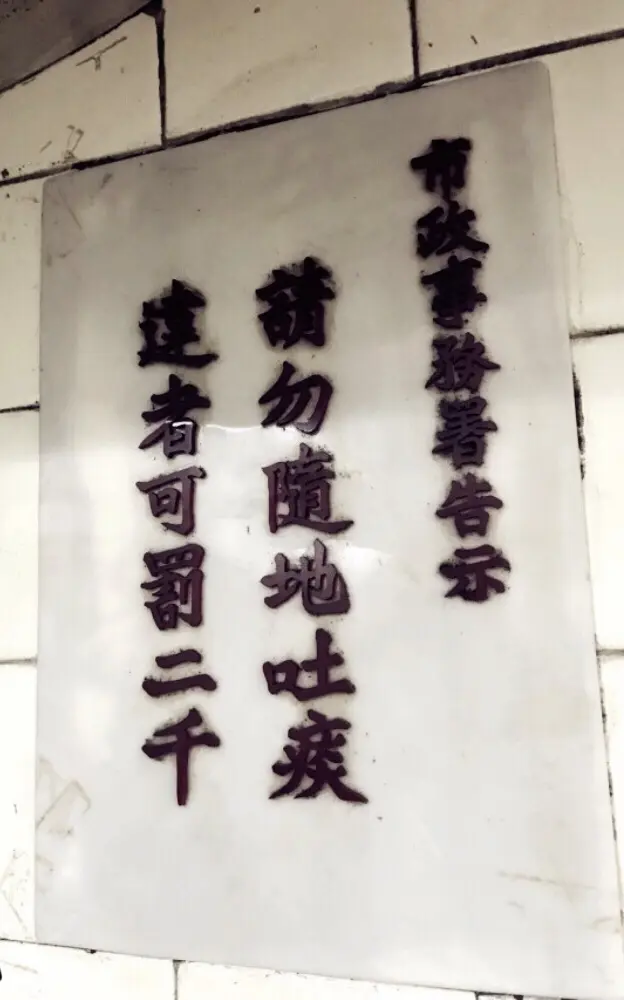 市政事務署告示
請勿隨地吐痰
違者可罰二千